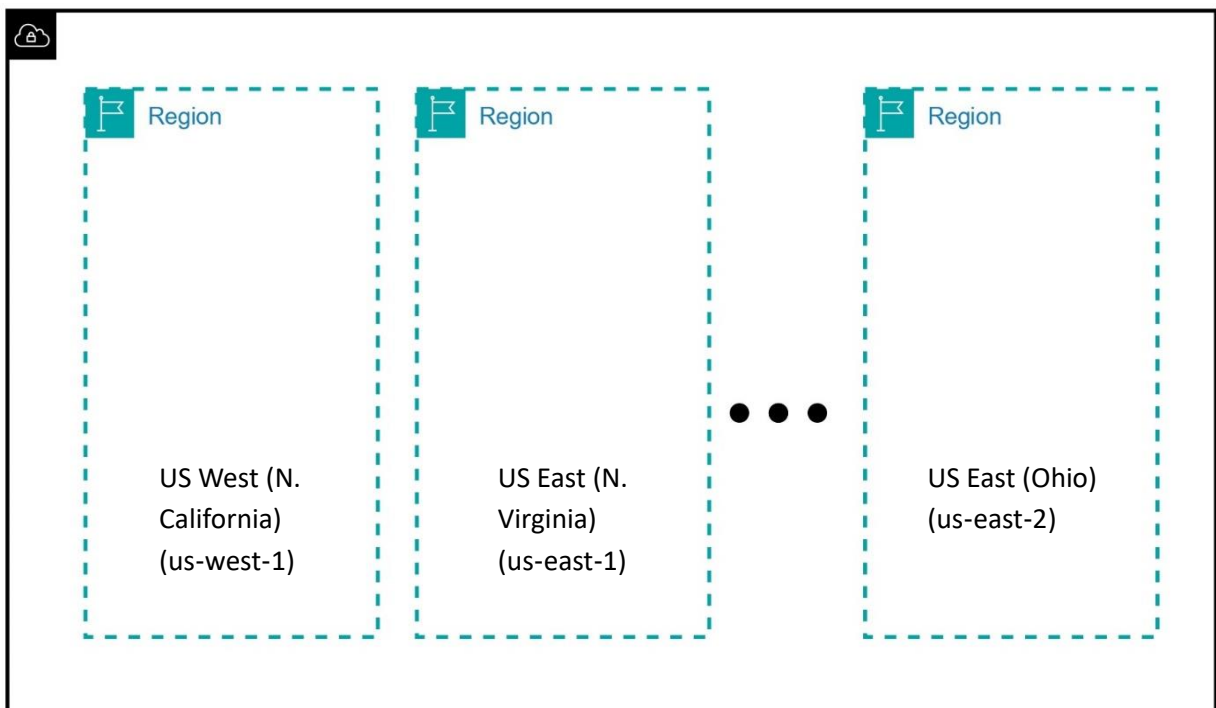 Region
Region
Region
US West (N.
California)
(us-west-1)
US East (N.
Virginia)
(us-east-1)
US East (Ohio)
(us-east-2)